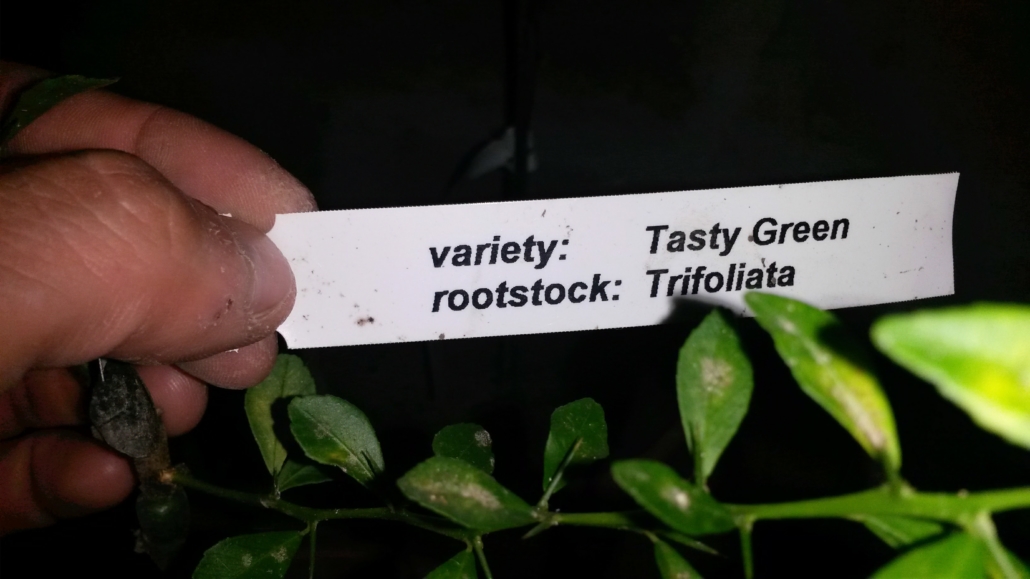 variety: Tasty Green
rootstock: Trifoliata